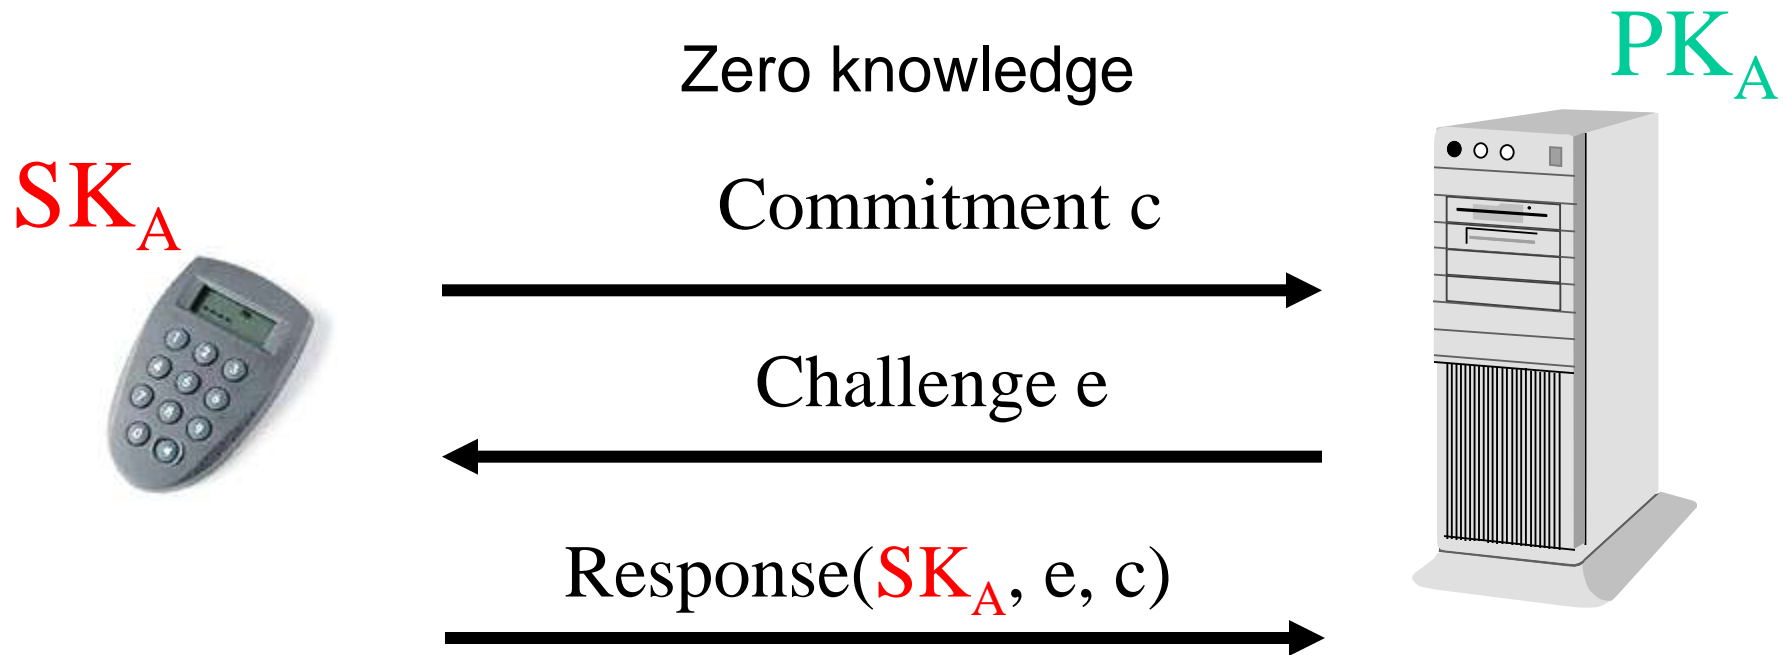 Zero knowledge
PK_A
SK_A
Commitment c
Challenge e
Response(SK_A, e, c)